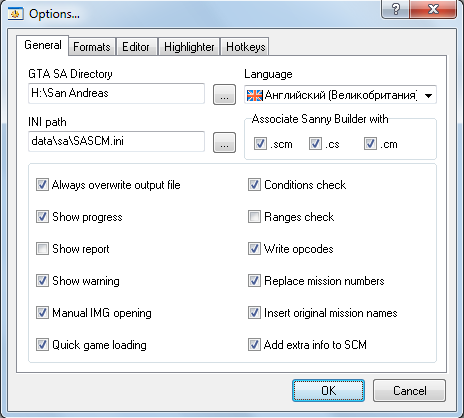 Options...
General Formats Editor Highlighter Hotkeys
GTA SA Directory
Language
H:\San Andreas
...
Английский (Великобритания)
INI path
Associate Sanny Builder with
data\sa\SASCM.ini
...
.scm .cs .cm
Always overwrite output file
Conditions check
Show progress
Ranges check
Show report
Write opcodes
Show warning
Replace mission numbers
Manual IMG opening
Insert original mission names
Quick game loading
Add extra info to SCM
OK
Cancel